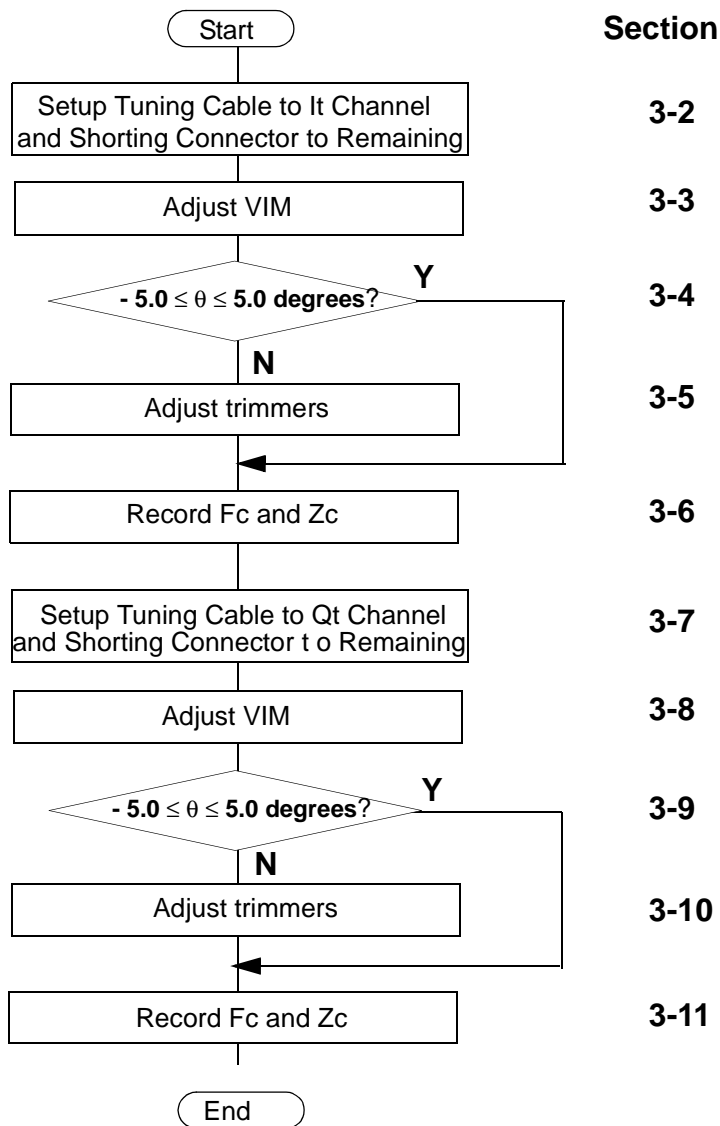 Start
Section
Setup Tuning Cable to It Channel
and Shorting Connector to Remaining
3-2
Adjust VIM
3-3
- 5.0 ≤ θ ≤ 5.0 degrees?
Y
3-4
N
Adjust trimmers
3-5
Record Fc and Zc
3-6
Setup Tuning Cable to Qt Channel
and Shorting Connector t o Remaining
3-7
Adjust VIM
3-8
- 5.0 ≤ θ ≤ 5.0 degrees?
Y
3-9
N
Adjust trimmers
3-10
Record Fc and Zc
3-11
End